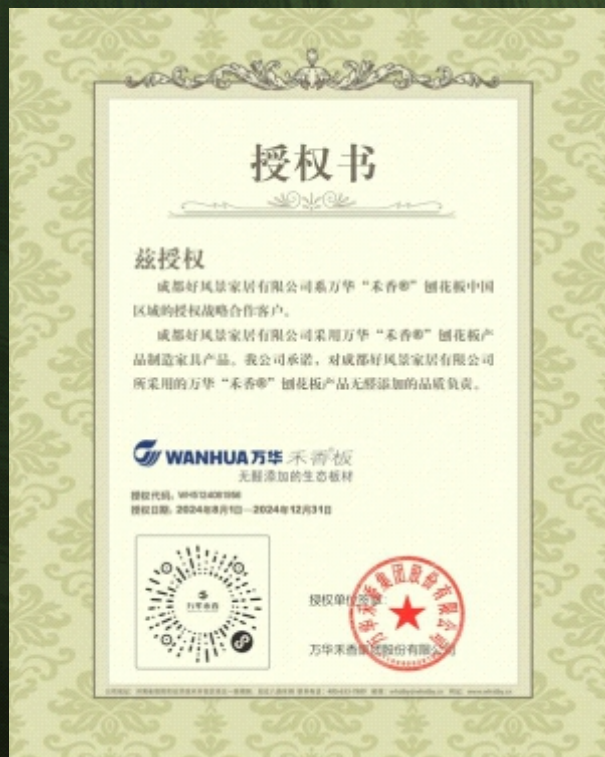 授权书
兹授权
成都好风景家居有限公司系万华“禾香®”刨花板中国
区域的授权战略合作客户。
成都好风景家居有限公司采用万华“禾香®”刨花板产
品制造家具产品。我公司承诺，对成都好风景家居有限公司
所采用的万华“禾香®”刨花板产品无醛添加的品质负责。
WANHUA 万华 禾香板
无醛添加的生态板材
授权日期：2024年8月1日—2024年12月31日
万华禾香
授权单位签章：
万华禾香集团股份有限公司